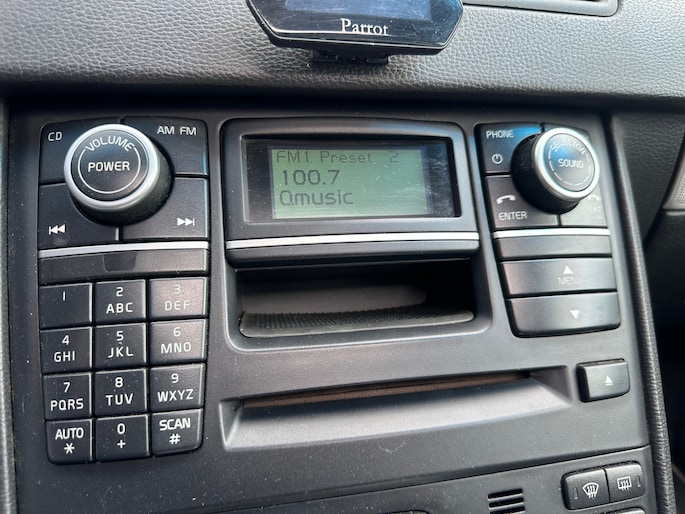 Parrot
CD
AM FM
VOLUME
POWER
FM1 Preset 2
100.7
Qmusic
PHONE
SELECTOR
SOUND
ENTER
MENU
1
2
ABC
3
DEF
4
GHI
5
JKL
6
MNO
7
PQRS
8
TUV
9
WXYZ
AUTO
*
0
+
SCAN
#